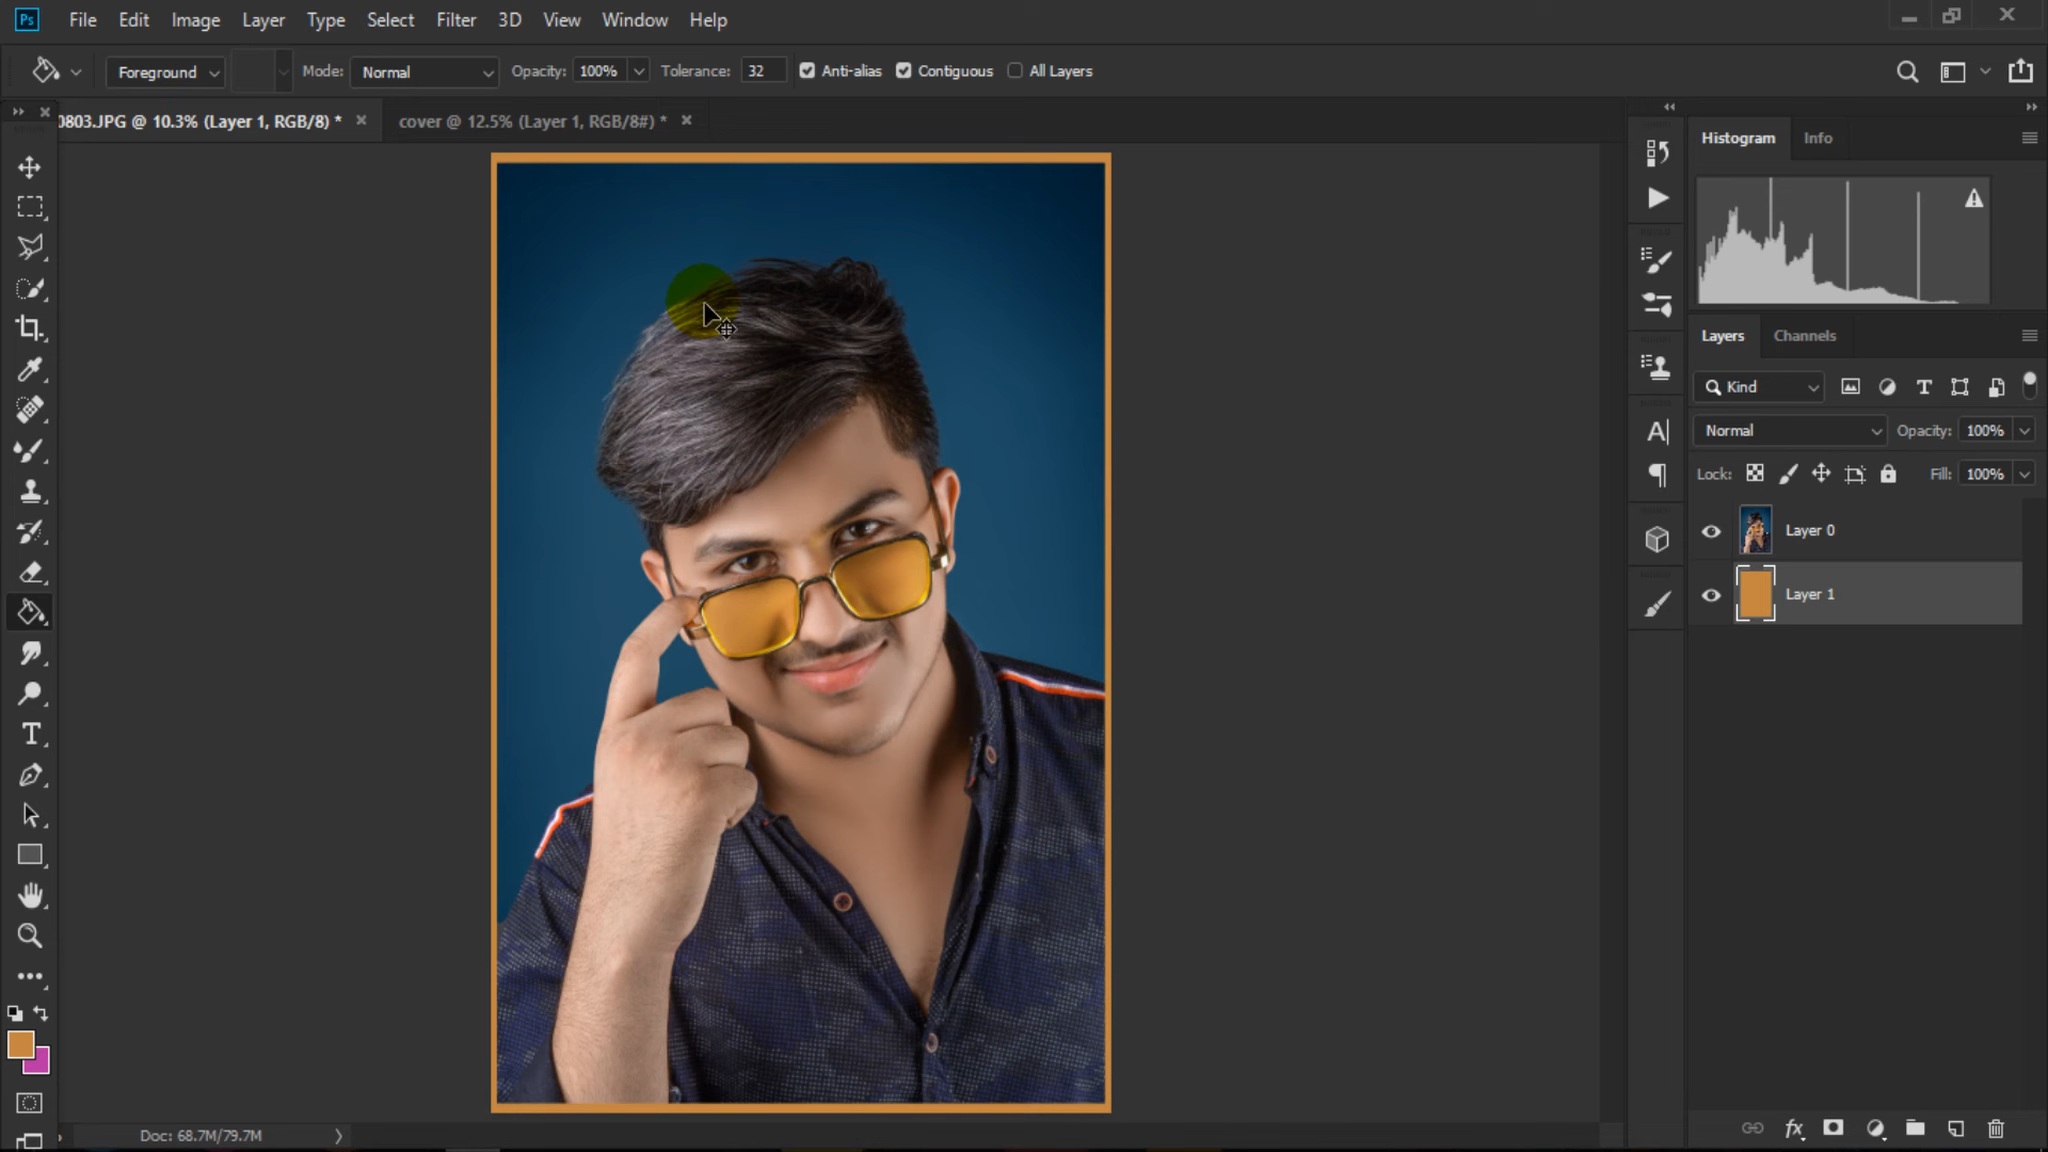 Ps File Edit Image Layer Type Select Filter 3D View Window Help
Foreground Mode: Normal Opacity: 100% Tolerance: 32 Anti-alias Contiguous All Layers
0803.JPG @ 10.3% (Layer 1, RGB/8) * cover @ 12.5% (Layer 1, RGB/8#) *
Histogram Info
Layers Channels
Kind
Normal Opacity: 100%
Lock: Fill: 100%
Layer 0
Layer 1
Doc: 68.7M/79.7M